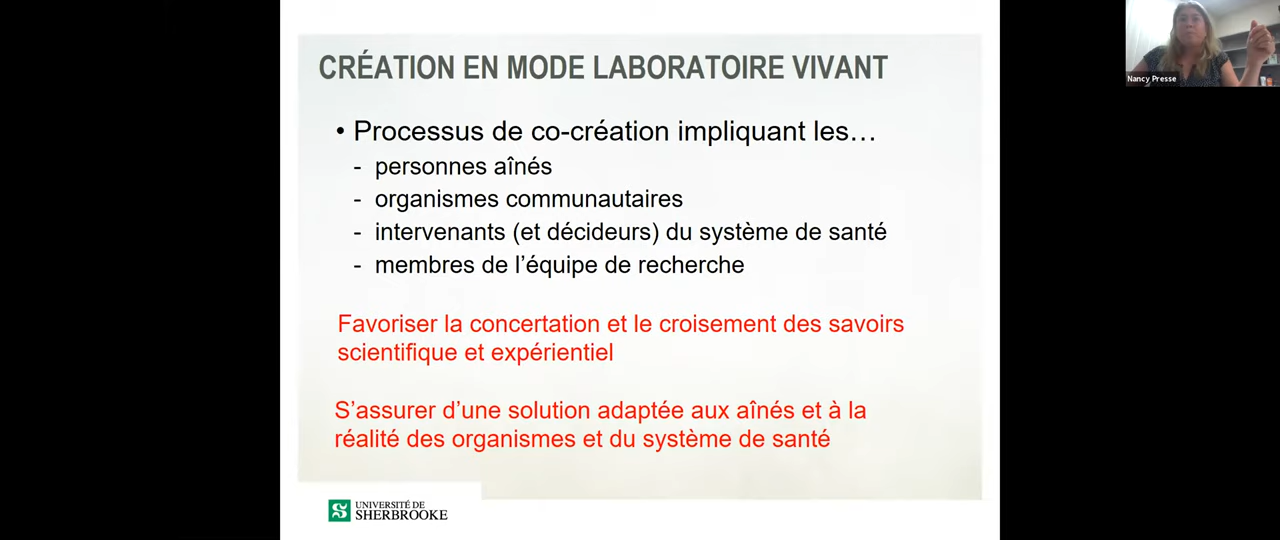 CRÉATION EN MODE LABORATOIRE VIVANT
• Processus de co-création impliquant les…
- personnes aînés
- organismes communautaires
- intervenants (et décideurs) du système de santé
- membres de l'équipe de recherche
Favoriser la concertation et le croisement des savoirs
scientifique et expérientiel
S'assurer d'une solution adaptée aux aînés et à la
réalité des organismes et du système de santé
UNIVERSITÉ DE
SHERBROOKE
Nancy Presse